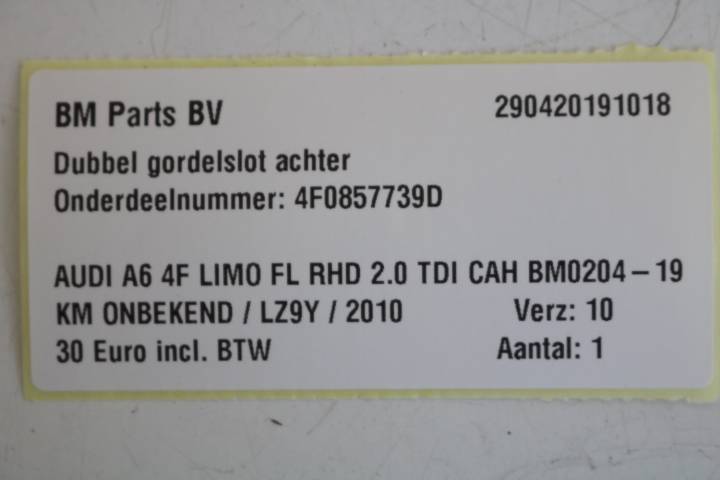 BM Parts BV 290420191018
Dubbel gordelslot achter
Onderdeelnummer: 4F0857739D
AUDI A6 4F LIMO FL RHD 2.0 TDI CAH BM0204-19
KM ONBEKEND / LZ9Y / 2010 Verz: 10
30 Euro incl. BTW Aantal: 1